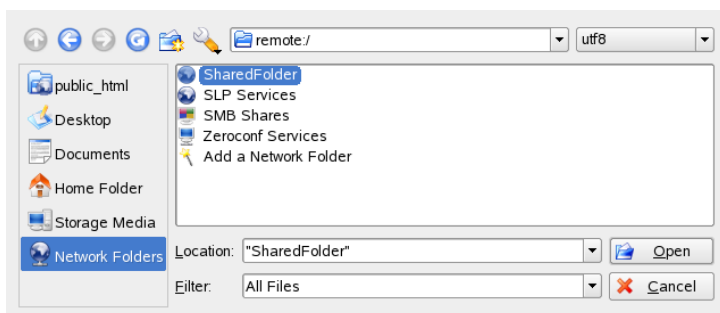 remote:/
utf8
public_html
Desktop
Documents
Home Folder
Storage Media
Network Folders
SharedFolder
SLP Services
SMB Shares
Zeroconf Services
Add a Network Folder
Location: "SharedFolder" Open
Filter: All Files Cancel